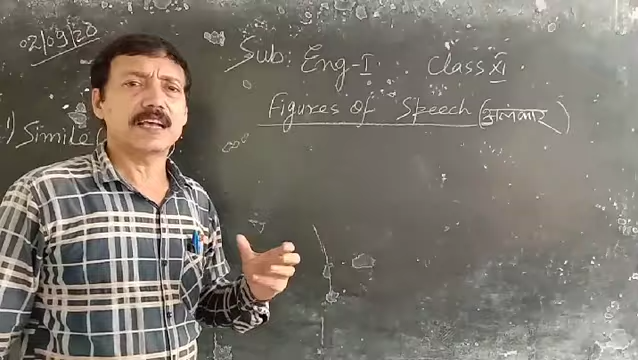 02/09/20
Sub: Eng-I Class XI
Figures of Speech (अलंकार)
1) Simile (